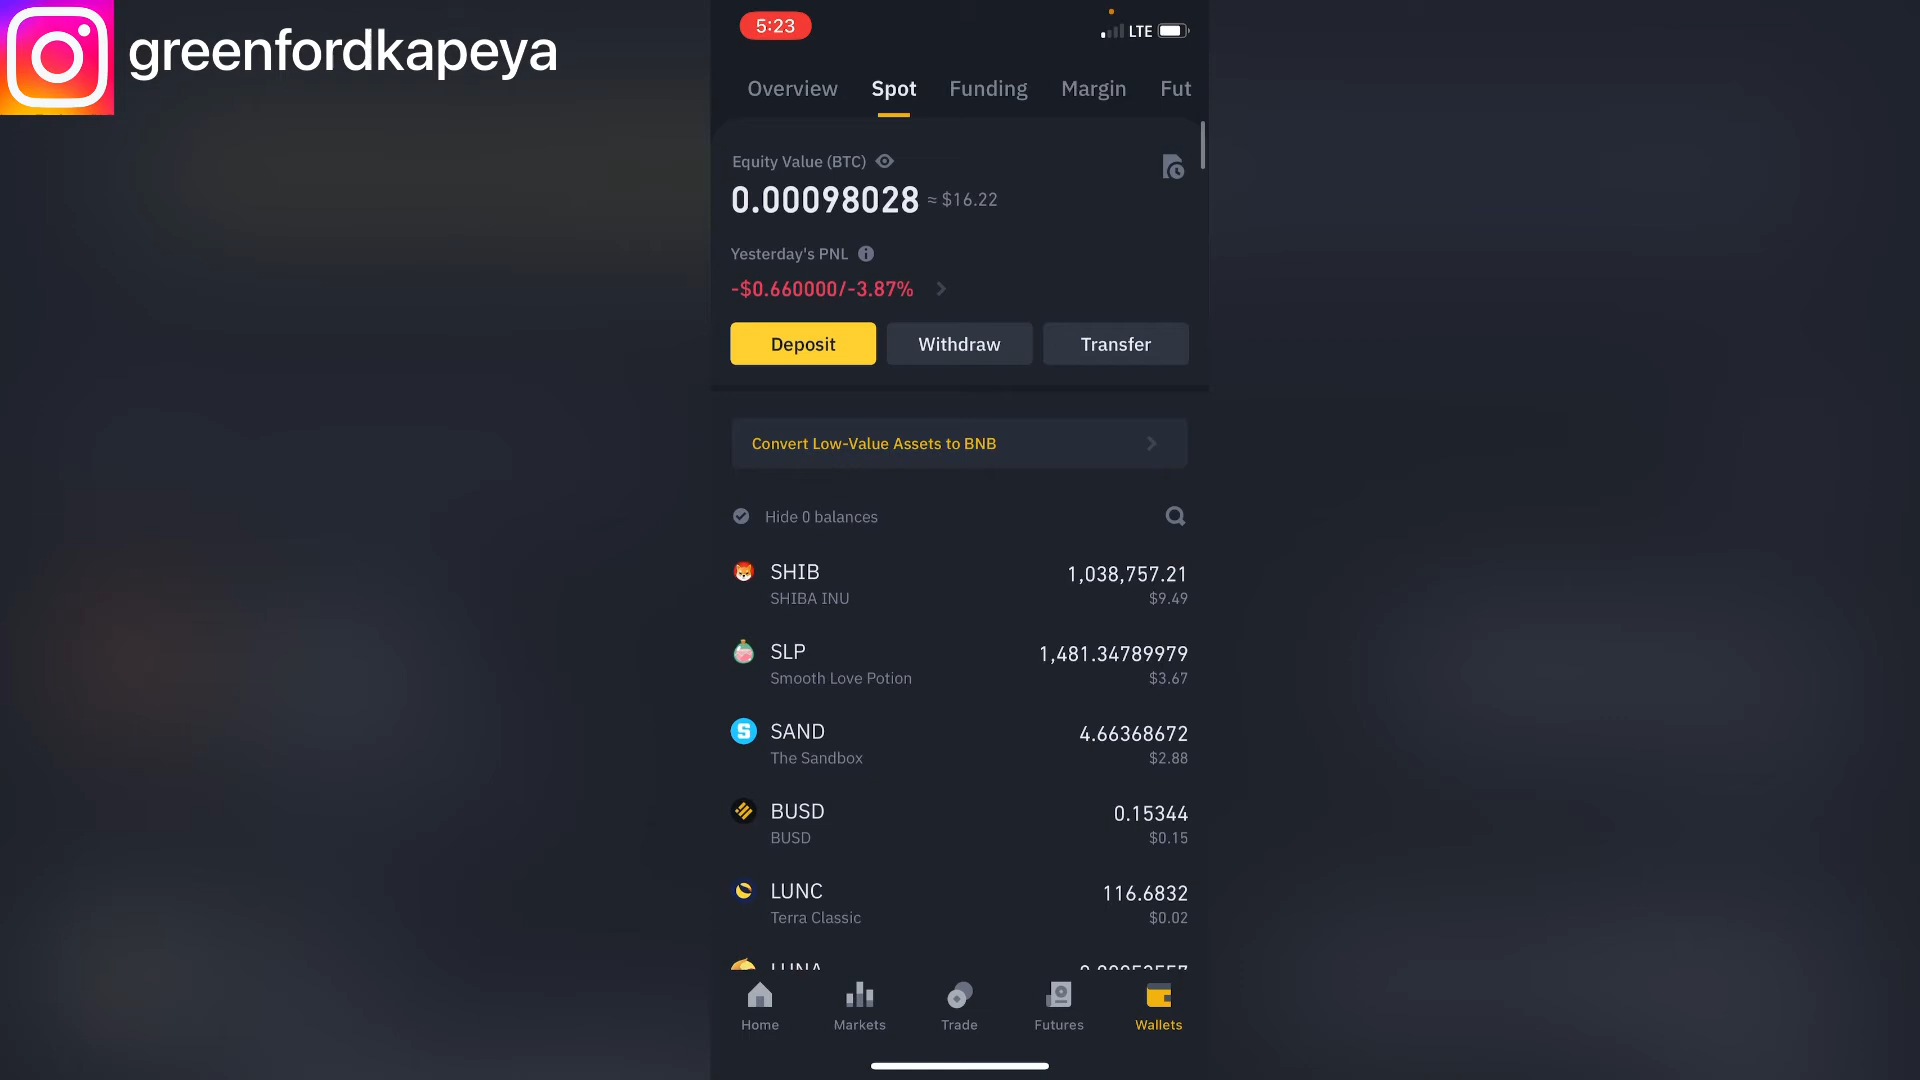 greenfordkapeya
5:23
LTE
Overview Spot Funding Margin Fut
Equity Value (BTC)
0.00098028 ≈ $16.22
Yesterday's PNL
-$0.660000/-3.87%
Deposit Withdraw Transfer
Convert Low-Value Assets to BNB
Hide 0 balances
SHIB 1,038,757.21
SHIBA INU $9.49
SLP 1,481.34789979
Smooth Love Potion $3.67
SAND 4.66368672
The Sandbox $2.88
BUSD 0.15344
BUSD $0.15
LUNC 116.6832
Terra Classic $0.02
LUNA
Home Markets Trade Futures Wallets